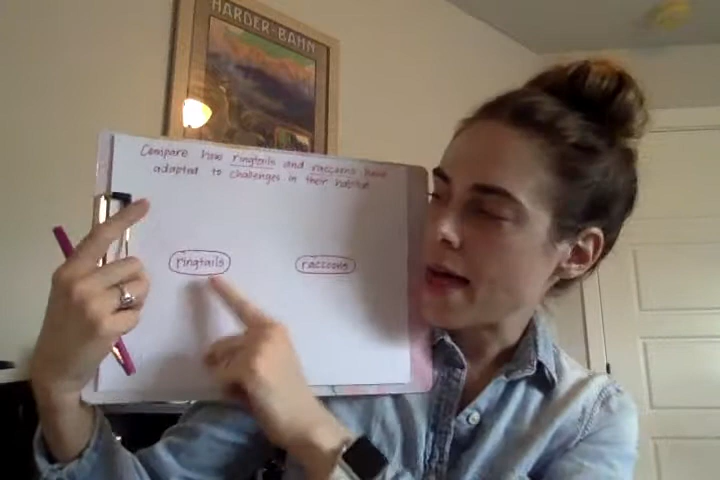 HARDER-BAHN
Compare how ringtails and raccoons have
adapted to challenges in their habitat
ringtails
raccoons